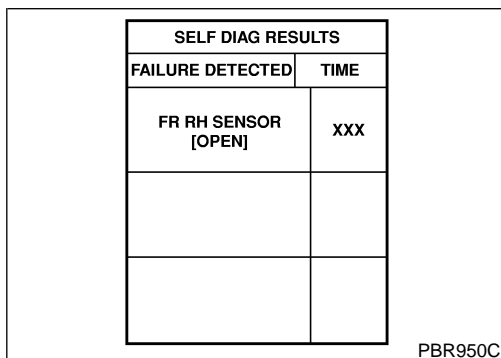 SELF DIAG RESULTS
FAILURE DETECTED TIME
FR RH SENSOR
[OPEN]
XXX
PBR950C